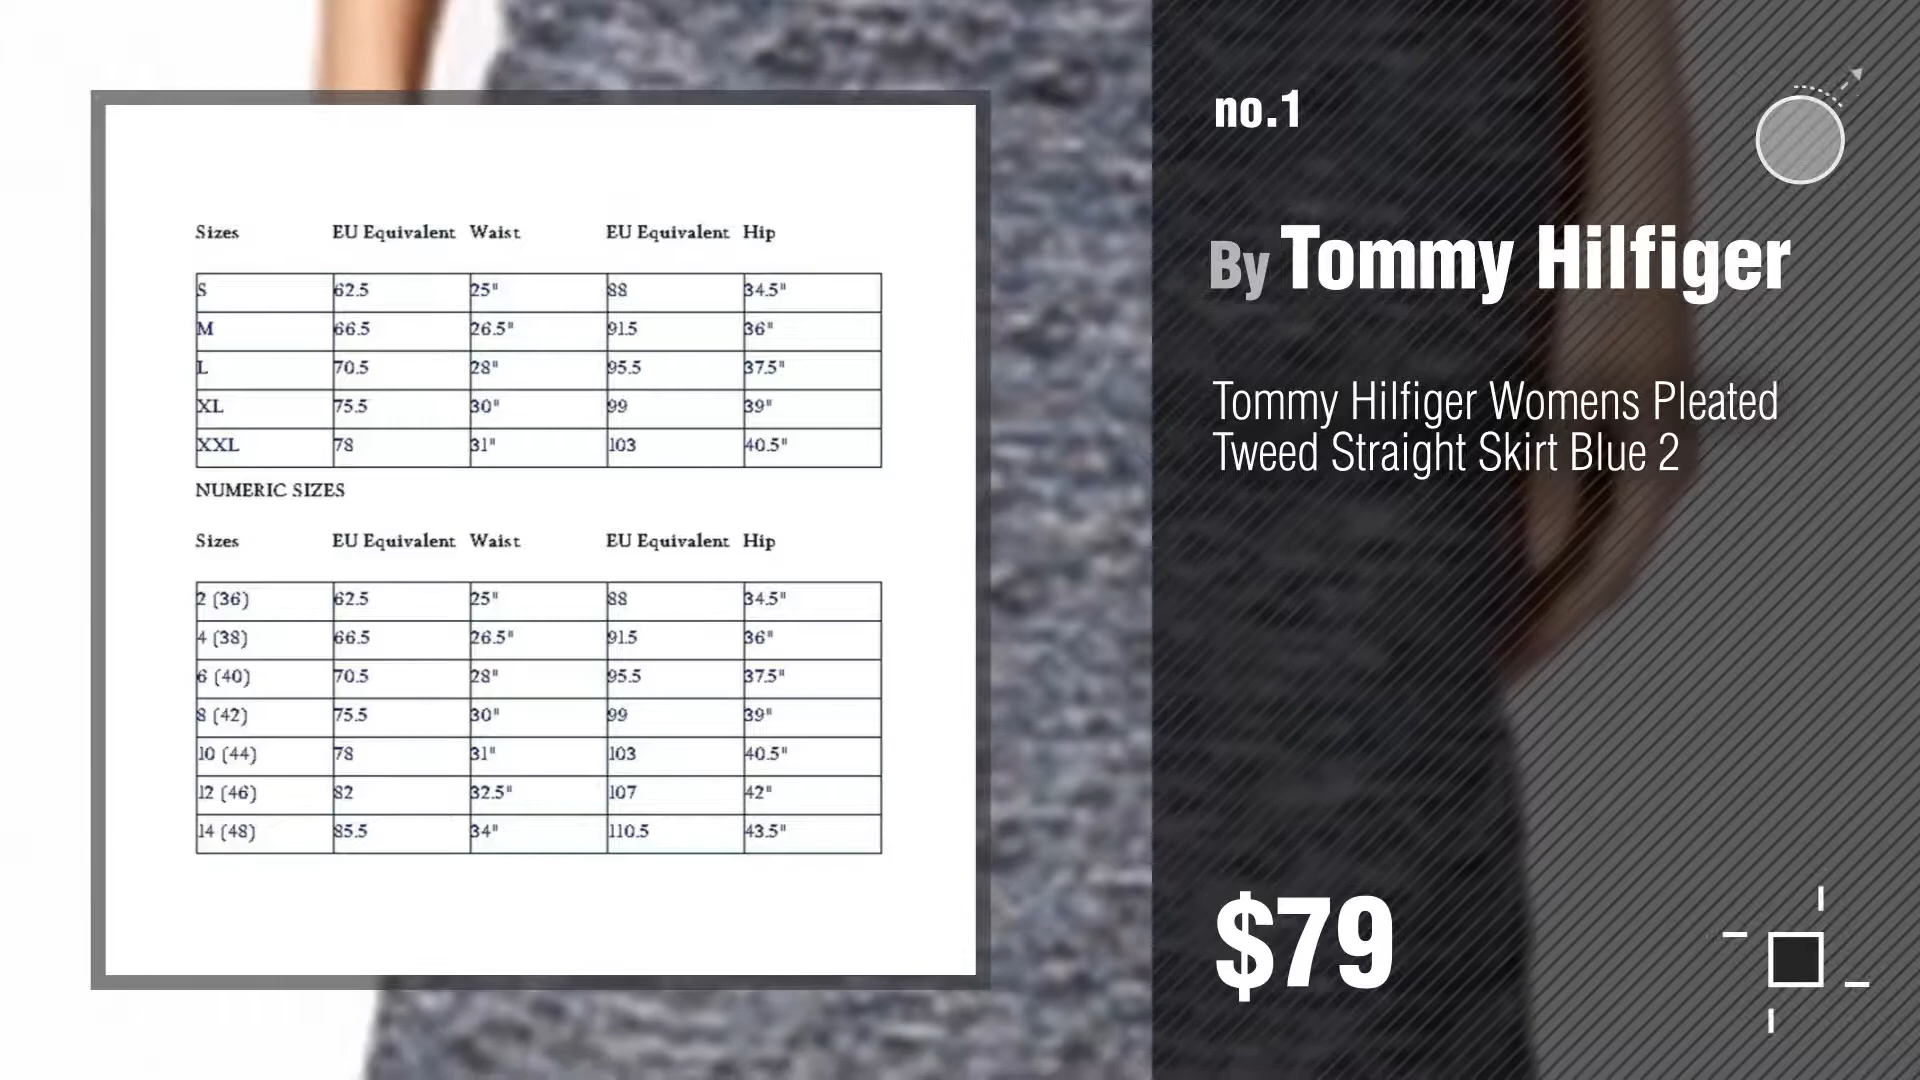 Sizes EU Equivalent Waist EU Equivalent Hip
S 62.5 25" 88 34.5"
M 66.5 26.5" 91.5 36"
L 70.5 28" 95.5 37.5"
XL 75.5 30" 99 39"
XXL 78 31" 103 40.5"
NUMERIC SIZES
Sizes EU Equivalent Waist EU Equivalent Hip
2 (36) 62.5 25" 88 34.5"
4 (38) 66.5 26.5" 91.5 36"
6 (40) 70.5 28" 95.5 37.5"
8 (42) 75.5 30" 99 39"
10 (44) 78 31" 103 40.5"
12 (46) 82 32.5" 107 42"
14 (48) 85.5 34" 110.5 43.5"
no.1
By Tommy Hilfiger
Tommy Hilfiger Womens Pleated
Tweed Straight Skirt Blue 2
$79